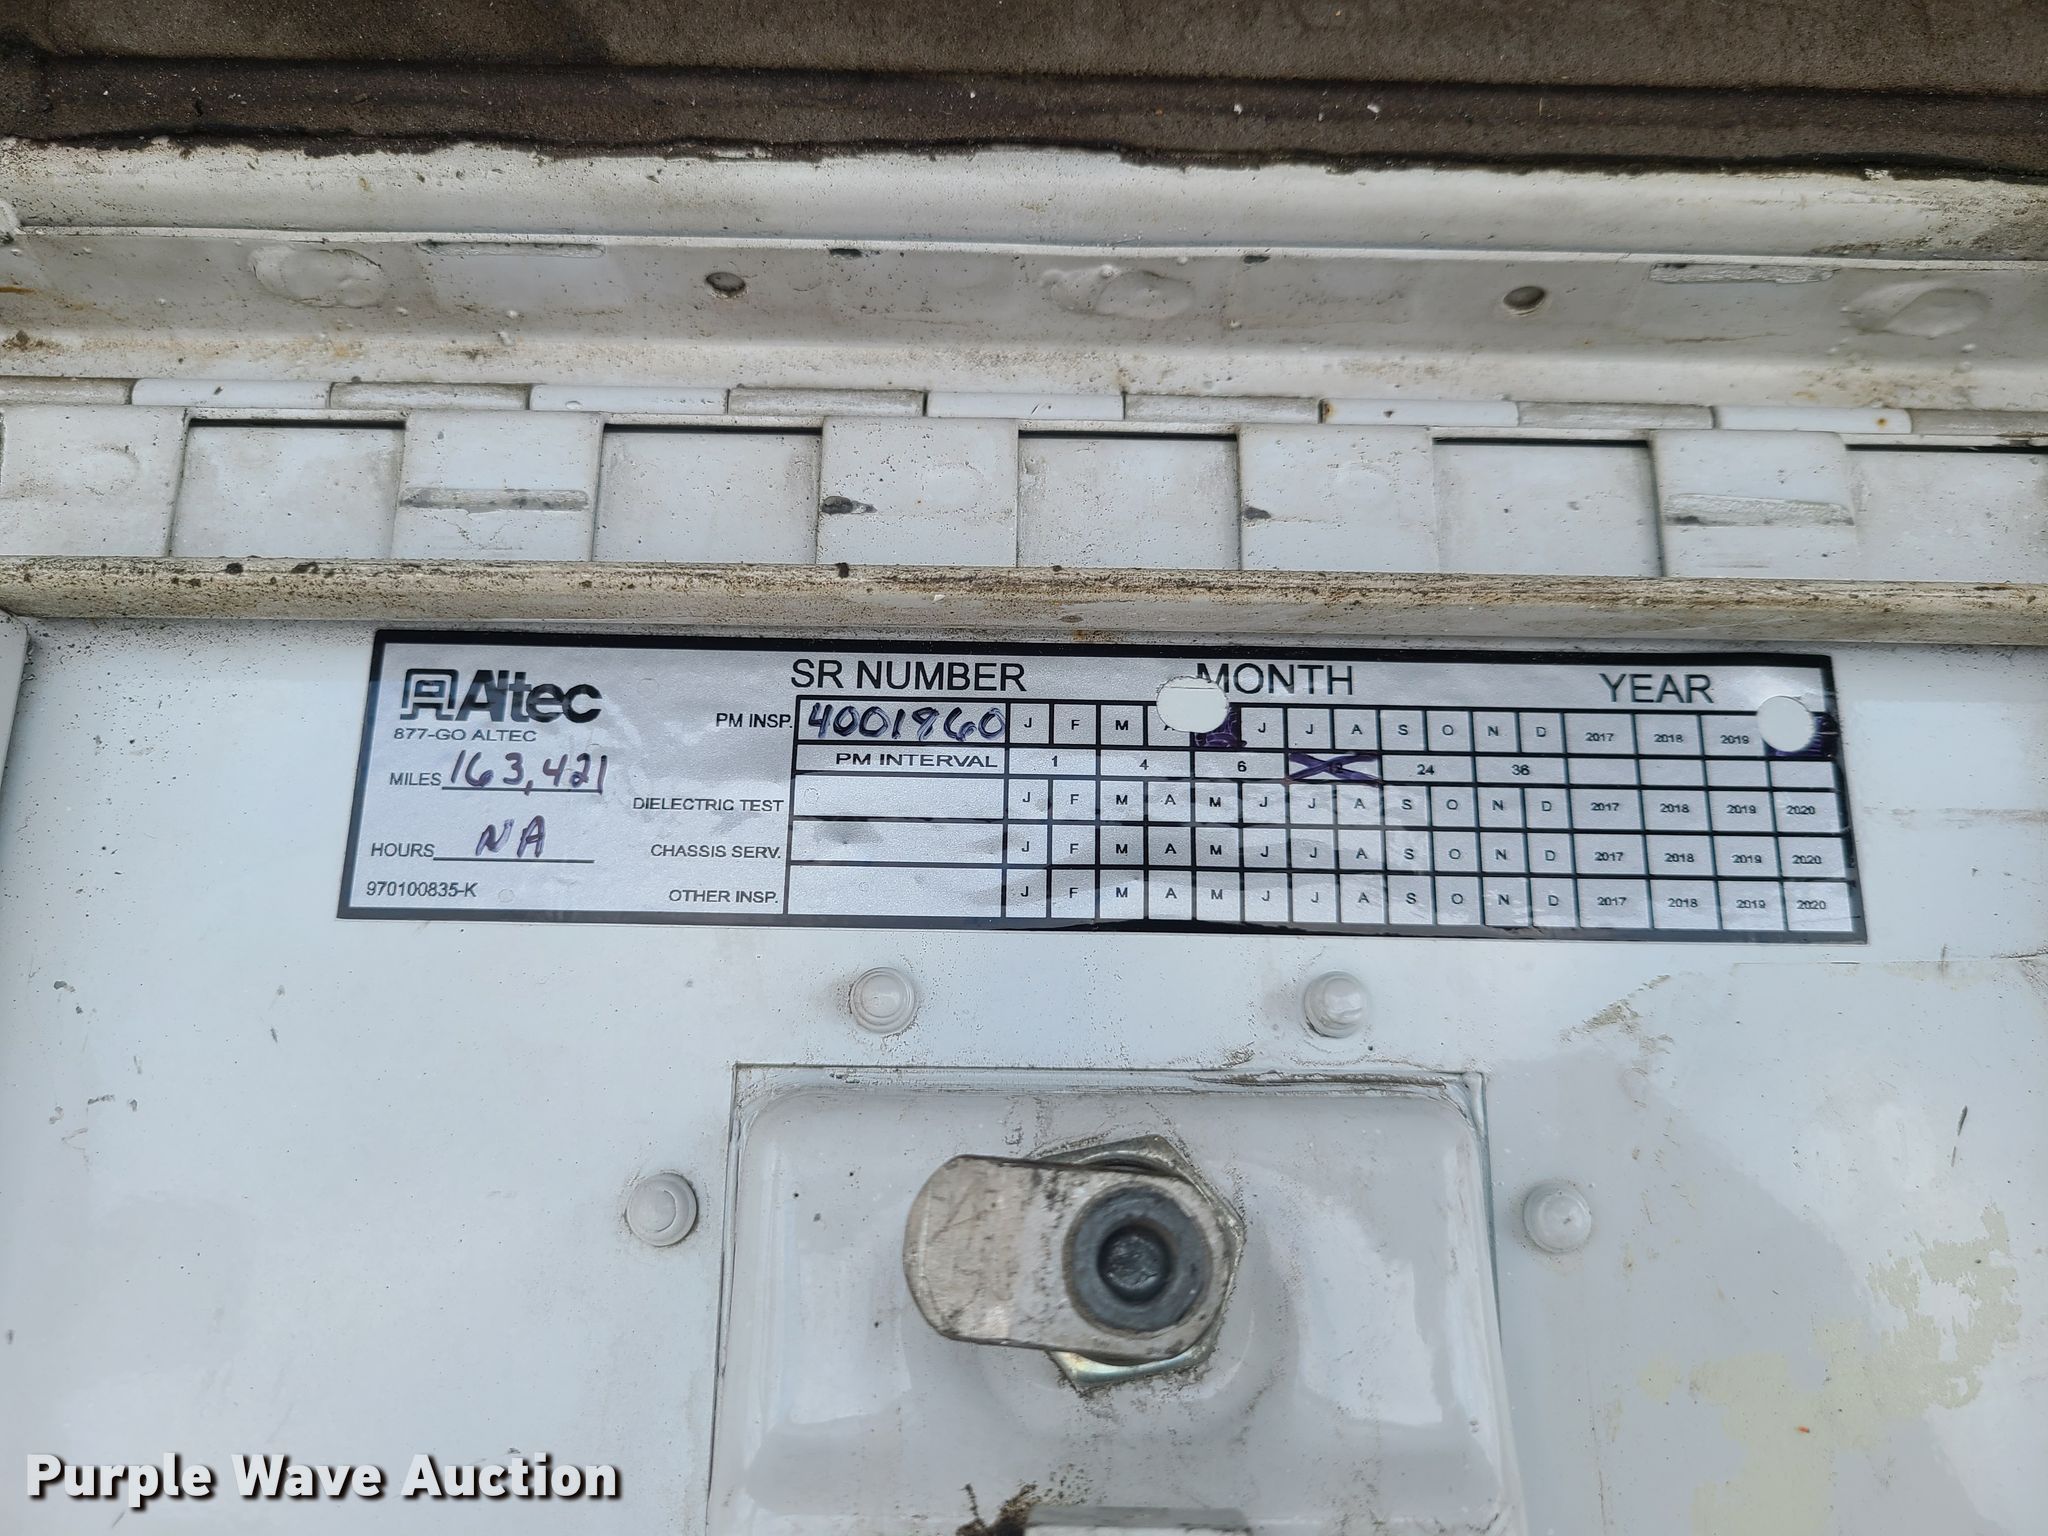 Altec
877-GO ALTEC
MILES 163,421
HOURS NA
970100835-K
SR NUMBER MONTH YEAR
PM INSP. 4001960 J F M A J J A S O N D 2017 2018 2019
PM INTERVAL 1 4 6 24 36
DIELECTRIC TEST J F M A M J J A S O N D 2017 2018 2019 2020
CHASSIS SERV. J F M A M J J A S O N D 2017 2018 2019 2020
OTHER INSP. J F M A M J J A S O N D 2017 2018 2019 2020
Purple Wave Auction